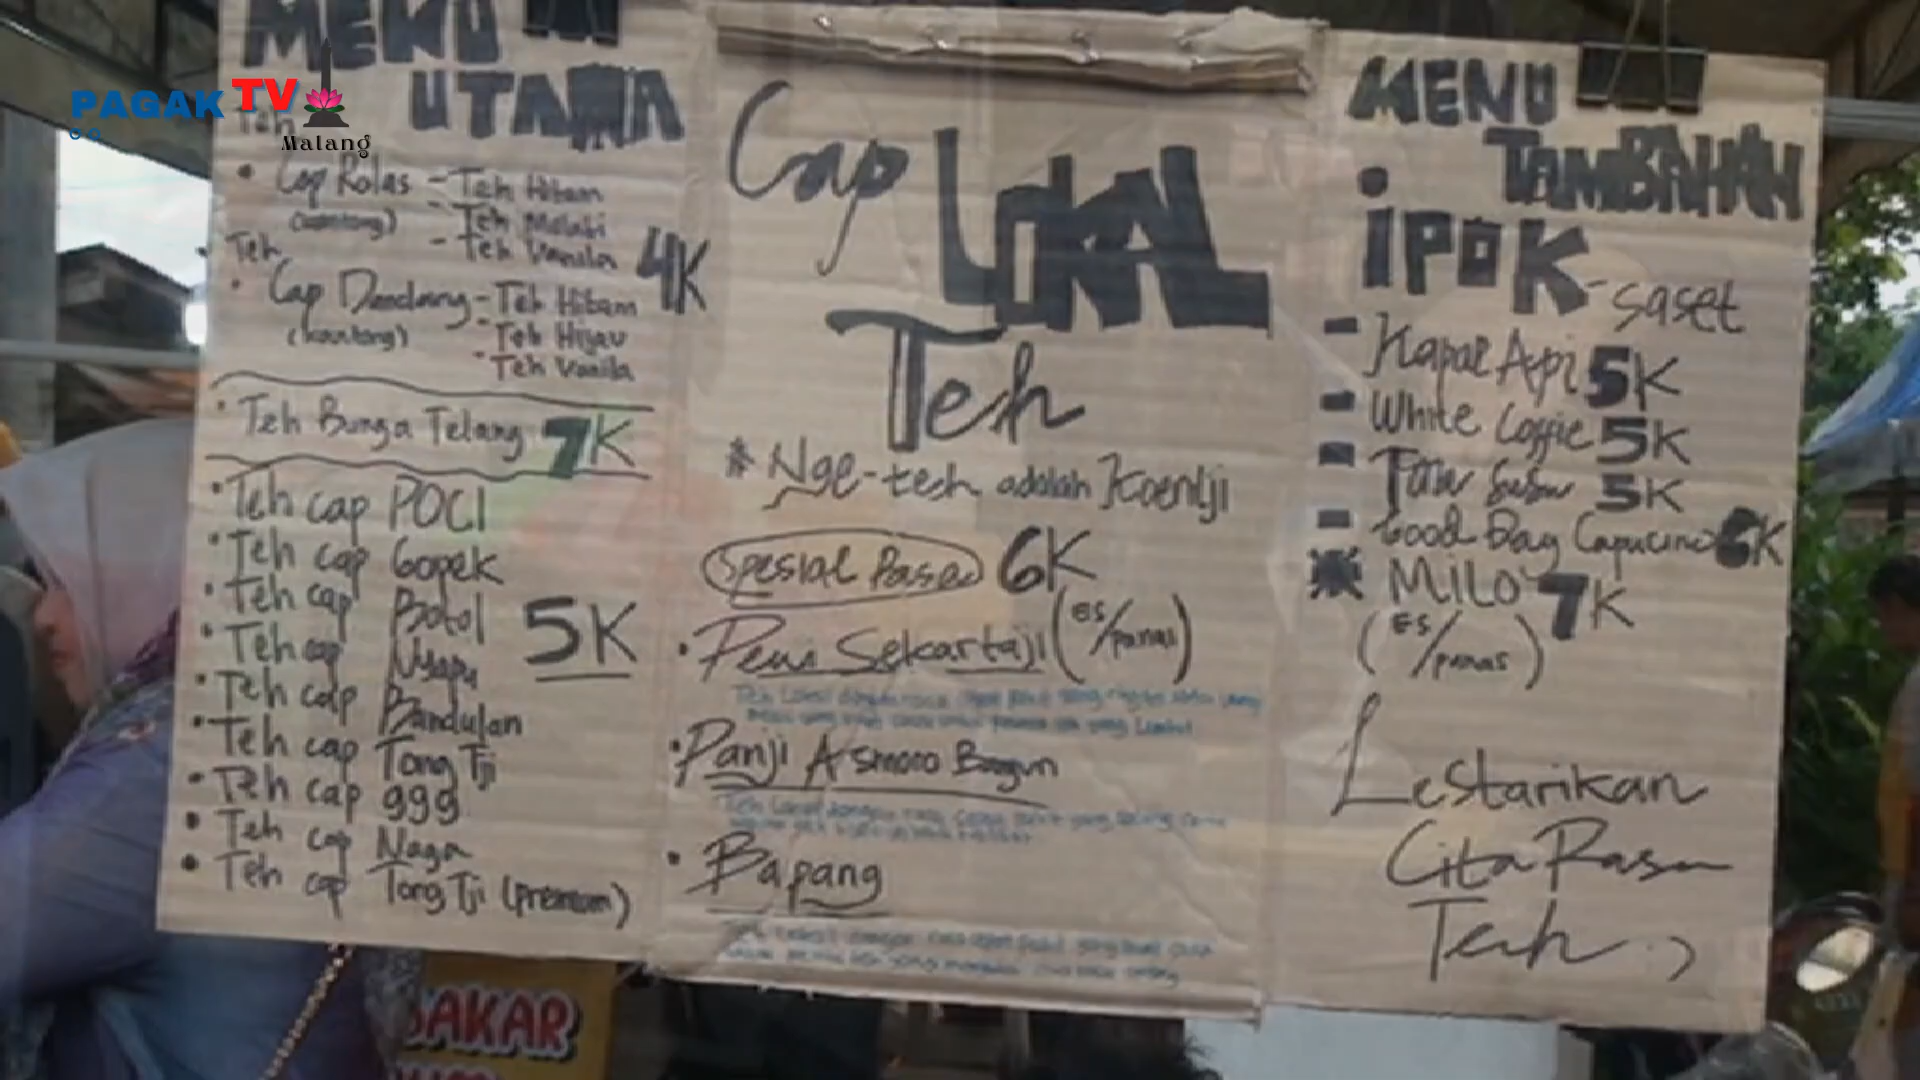 PAGAK TV
Malang
MENU
UTAMA
Teh
• Cap Rolas - Teh Hitam
(kantong) - Teh Melati
- Teh Vanila
4K
• Teh
• Cap Dandang - Teh Hitam
(kantong) - Teh Hijau
- Teh Vanila
• Teh Bunga Telang 7K
• Teh cap POCI
• Teh cap Gopek
• Teh cap Botol
• Teh cap Nyapu
5K
• Teh cap Bandulan
• Teh cap Tong Tji
• Teh cap 999
• Teh cap Naga
• Teh cap Tong Tji (premium)
Cap LOKAL
Teh
* Nge-teh adalah Koentji
Spesial 6K
• Sekartaji (ES/panas)
• Panji Asmoro Bangun
• Bapang
MENU
TAMBAHAN
iPOK - saset
- Kapal Api 5K
- White Coffie 5K
- Susu 5K
- Good Day Capucino 6K
MILO 7K
(ES/panas)
Lestarikan
Cita Rasa
Teh :)
BAKAR